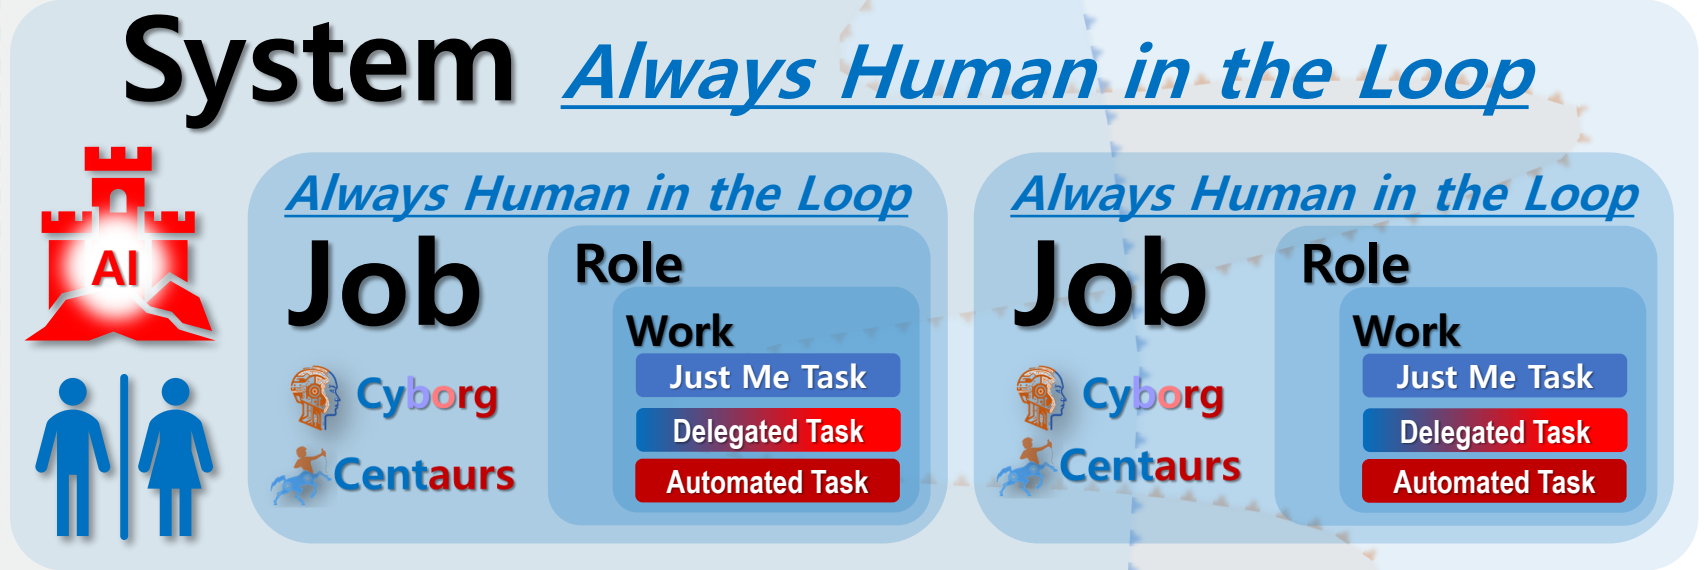 System Always Human in the Loop
AI
Always Human in the Loop
Job
Role
Work
Just Me Task
Cyborg
Delegated Task
Centaurs
Automated Task
Always Human in the Loop
Job
Role
Work
Just Me Task
Cyborg
Delegated Task
Centaurs
Automated Task